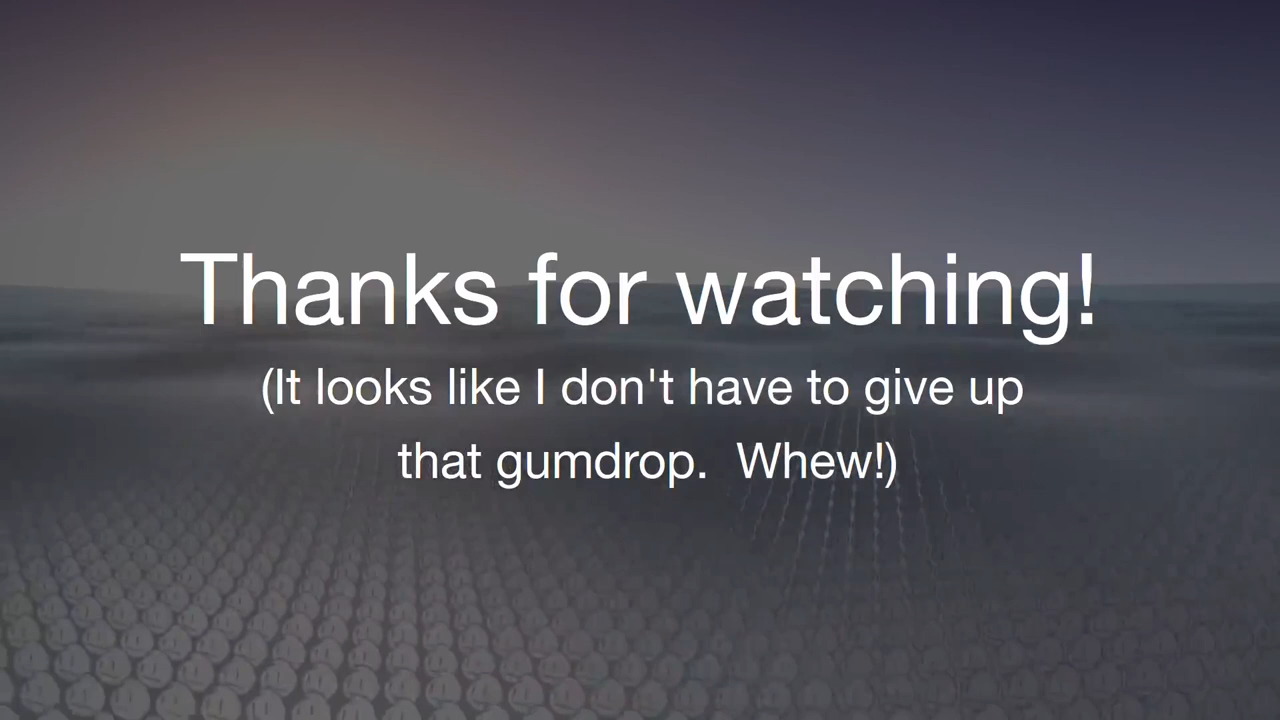 Thanks for watching!
(It looks like I don't have to give up
that gumdrop.  Whew!)